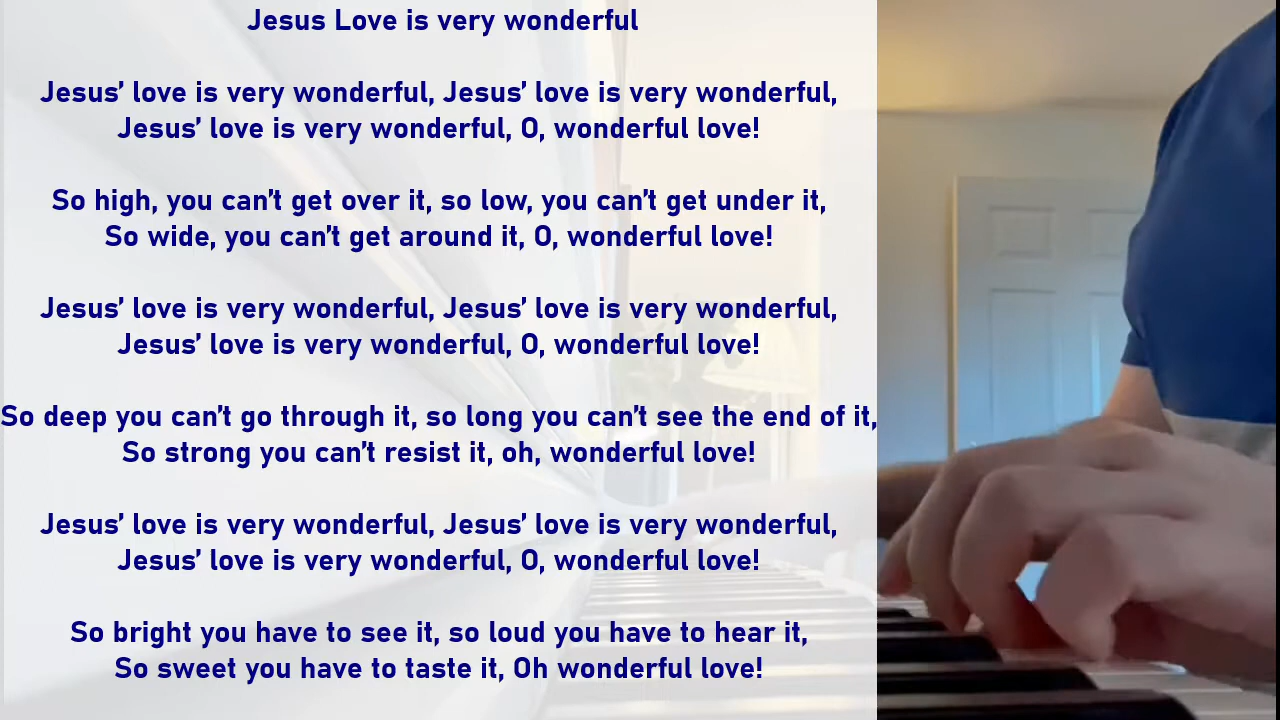 Jesus Love is very wonderful
Jesus’ love is very wonderful, Jesus’ love is very wonderful,
Jesus’ love is very wonderful, O, wonderful love!
So high, you can’t get over it, so low, you can’t get under it,
So wide, you can’t get around it, O, wonderful love!
Jesus’ love is very wonderful, Jesus’ love is very wonderful,
Jesus’ love is very wonderful, O, wonderful love!
So deep you can’t go through it, so long you can’t see the end of it,
So strong you can’t resist it, oh, wonderful love!
Jesus’ love is very wonderful, Jesus’ love is very wonderful,
Jesus’ love is very wonderful, O, wonderful love!
So bright you have to see it, so loud you have to hear it,
So sweet you have to taste it, Oh wonderful love!